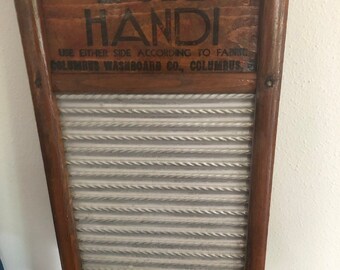 HANDI
USE EITHER SIDE ACCORDING TO FABRIC
COLUMBUS WASHBOARD CO., COLUMBUS,